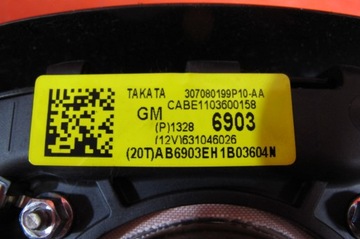 TAKATA 307080199P10-AA
CABE1103600158
GM
(P)1328 6903
(12V)631046026
(20T)AB6903EH1B03604N